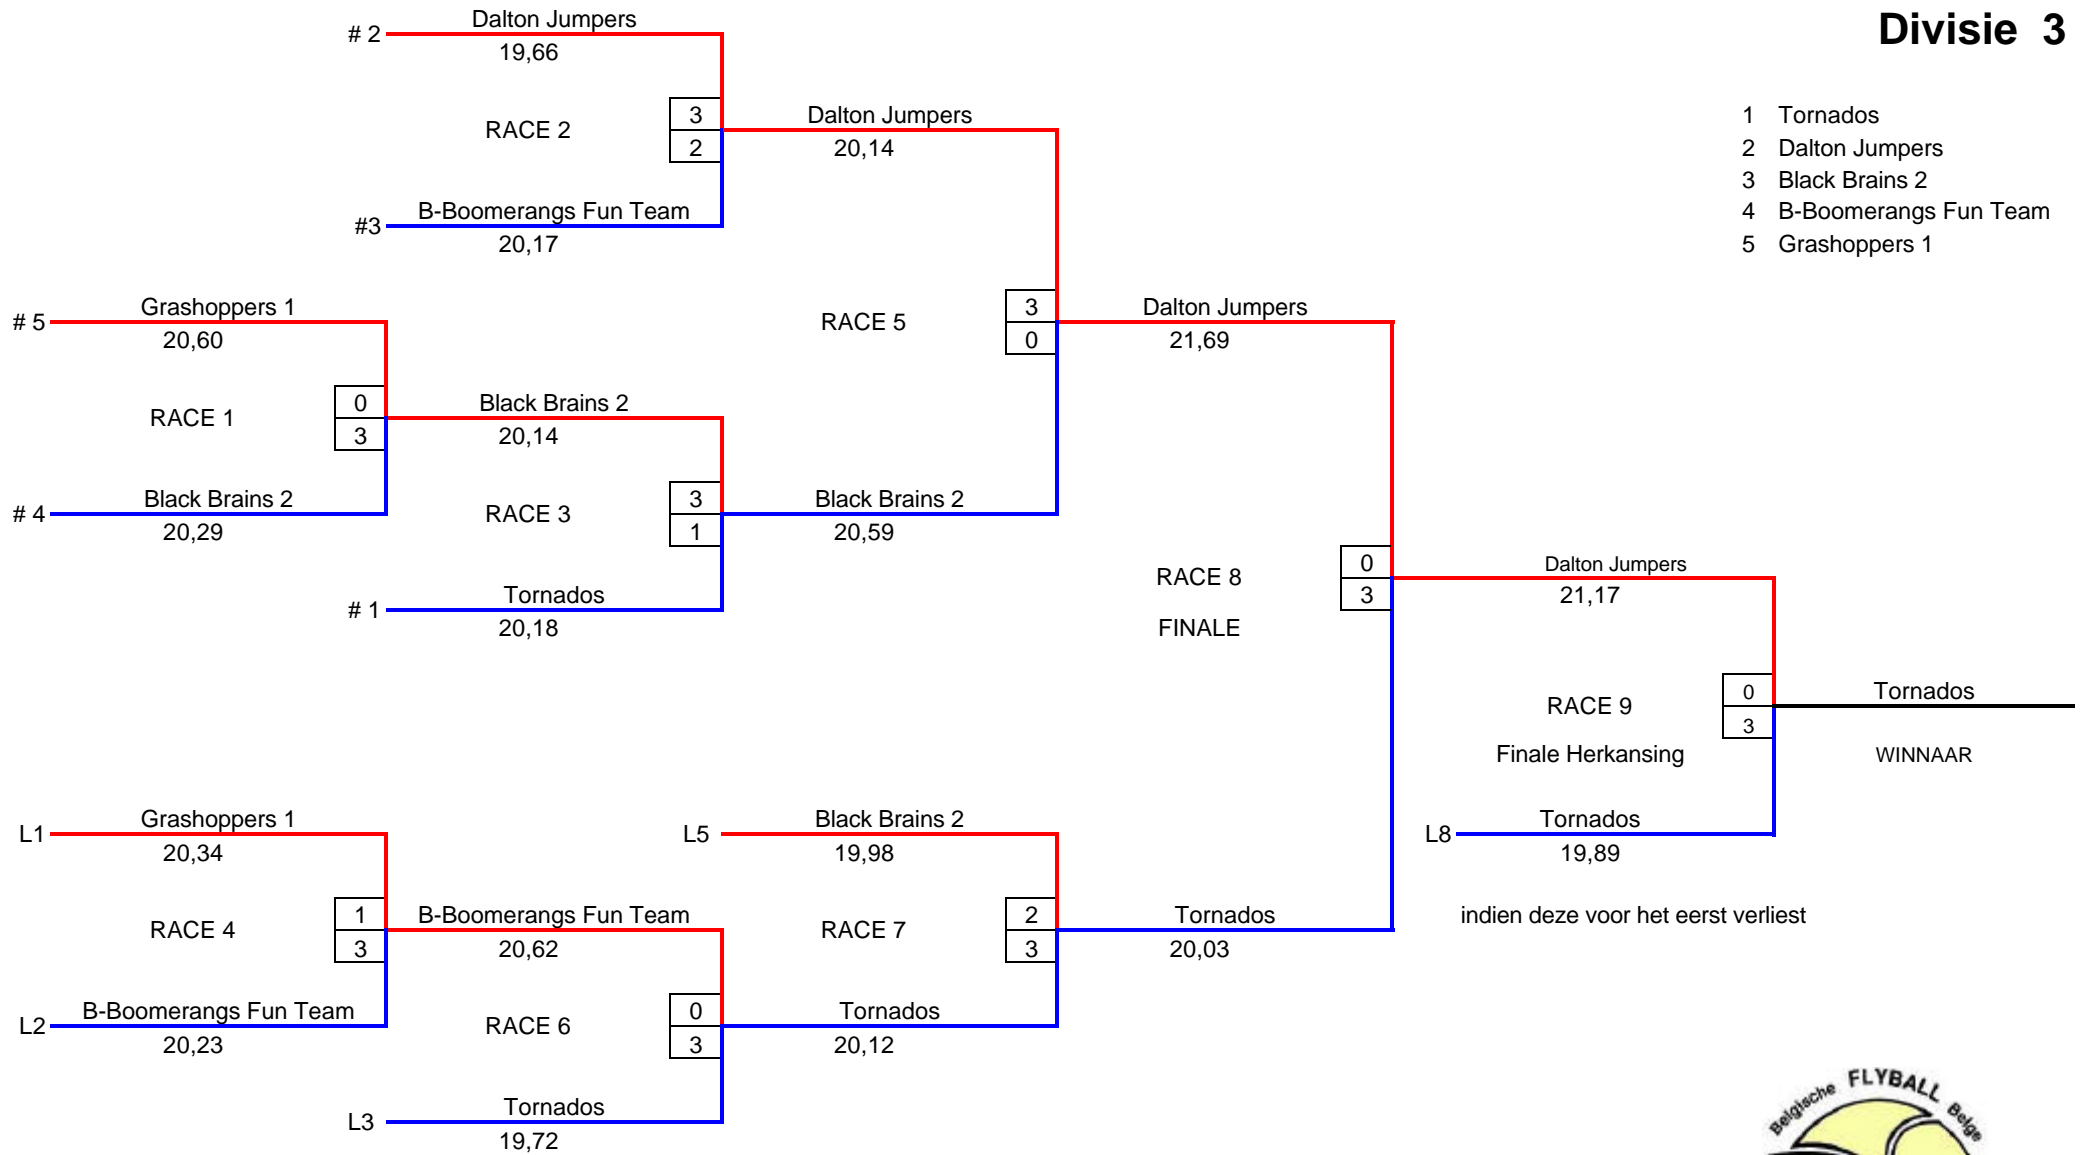 Divisie 3
1 Tornados
2 Dalton Jumpers
3 Black Brains 2
4 B-Boomerangs Fun Team
5 Grashoppers 1
# 2
Dalton Jumpers
19,66
RACE 2
3
2
#3
B-Boomerangs Fun Team
20,17
Dalton Jumpers
20,14
# 5
Grashoppers 1
20,60
RACE 1
0
3
# 4
Black Brains 2
20,29
Black Brains 2
20,14
RACE 3
3
1
# 1
Tornados
20,18
RACE 5
3
0
Black Brains 2
20,59
Dalton Jumpers
21,69
RACE 8
FINALE
0
3
Dalton Jumpers
21,17
RACE 9
Finale Herkansing
0
3
Tornados
WINNAAR
L8
Tornados
19,89
indien deze voor het eerst verliest
L1
Grashoppers 1
20,34
RACE 4
1
3
L2
B-Boomerangs Fun Team
20,23
B-Boomerangs Fun Team
20,62
RACE 6
0
3
L3
Tornados
19,72
L5
Black Brains 2
19,98
RACE 7
2
3
Tornados
20,12
Tornados
20,03
Belgische FLYBALL Belge